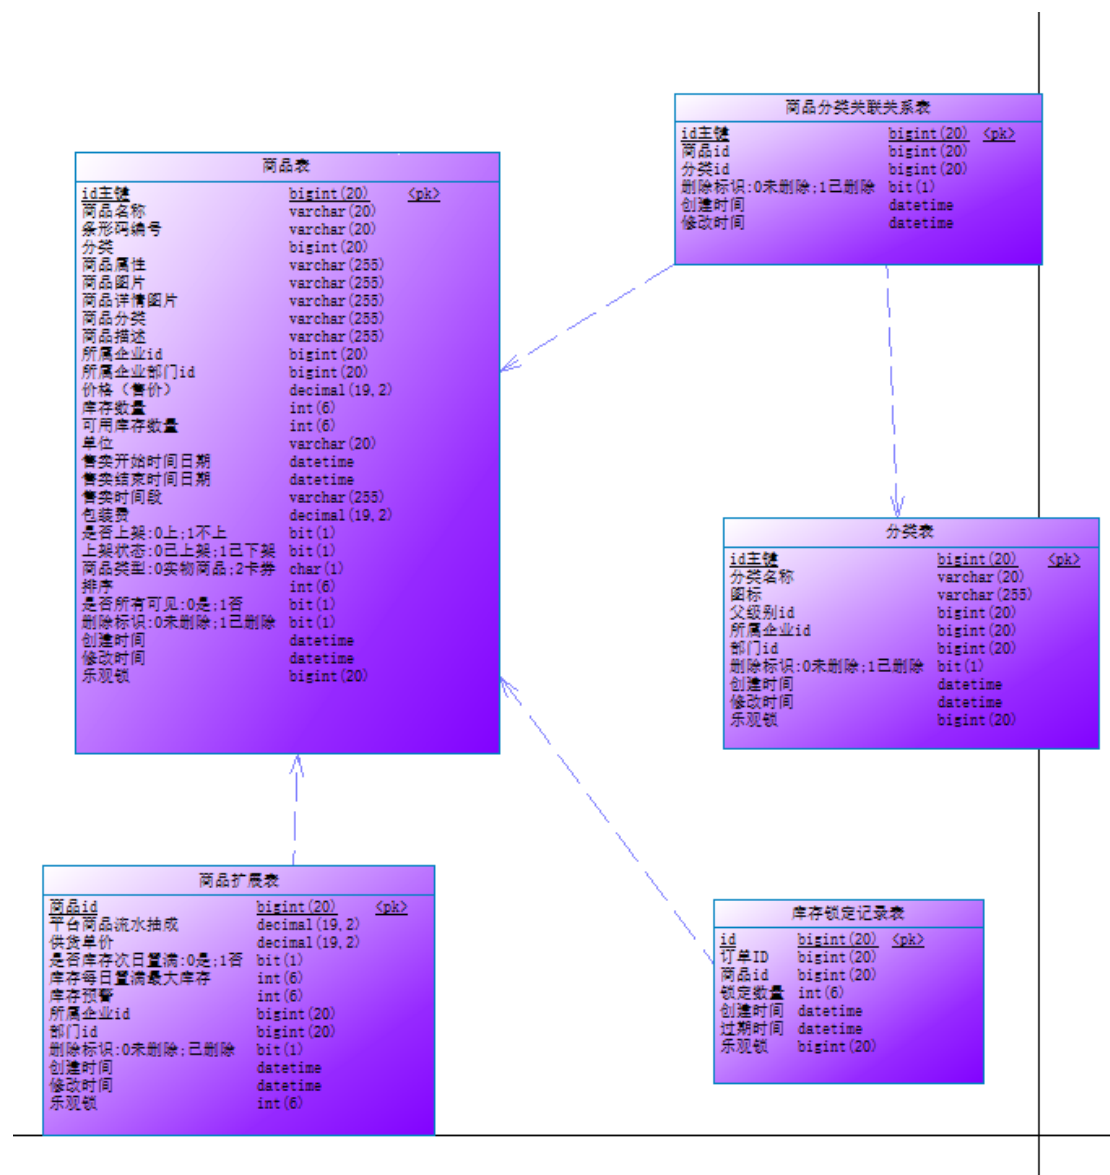 商品分类关联关系表
id主键 bigint(20) <pk>
商品id bigint(20)
分类id bigint(20)
删除标识:0未删除;1已删除 bit(1)
创建时间 datetime
修改时间 datetime
商品表
id主键 bigint(20) <pk>
商品名称 varchar(20)
条形码编号 varchar(20)
分类 bigint(20)
商品属性 varchar(255)
商品图片 varchar(255)
商品详情图片 varchar(255)
商品分类 varchar(255)
商品描述 varchar(255)
所属企业id bigint(20)
所属企业部门id bigint(20)
价格（售价） decimal(19,2)
库存数量 int(6)
可用库存数量 int(6)
单位 varchar(20)
售卖开始时间日期 datetime
售卖结束时间日期 datetime
售卖时间段 varchar(255)
包装费 decimal(19,2)
是否上架:0上;1不上 bit(1)
上架状态:0已上架;1已下架 bit(1)
商品类型:0实物商品;2卡券 char(1)
排序 int(6)
是否所有可见:0是;1否 bit(1)
删除标识:0未删除;1已删除 bit(1)
创建时间 datetime
修改时间 datetime
乐观锁 bigint(20)
分类表
id主键 bigint(20) <pk>
分类名称 varchar(20)
图标 varchar(255)
父级别id bigint(20)
所属企业id bigint(20)
部门id bigint(20)
删除标识:0未删除;1已删除 bit(1)
创建时间 datetime
修改时间 datetime
乐观锁 bigint(20)
商品扩展表
商品id bigint(20) <pk>
平台商品流水抽成 decimal(19,2)
供货单价 decimal(19,2)
是否库存次日置满:0是;1否 bit(1)
库存每日置满最大库存 int(6)
库存预警 int(6)
所属企业id bigint(20)
部门id bigint(20)
删除标识:0未删除;已删除 bit(1)
创建时间 datetime
修改时间 datetime
乐观锁 int(6)
库存锁定记录表
id bigint(20) <pk>
订单ID bigint(20)
商品id bigint(20)
锁定数量 int(6)
创建时间 datetime
过期时间 datetime
乐观锁 bigint(20)